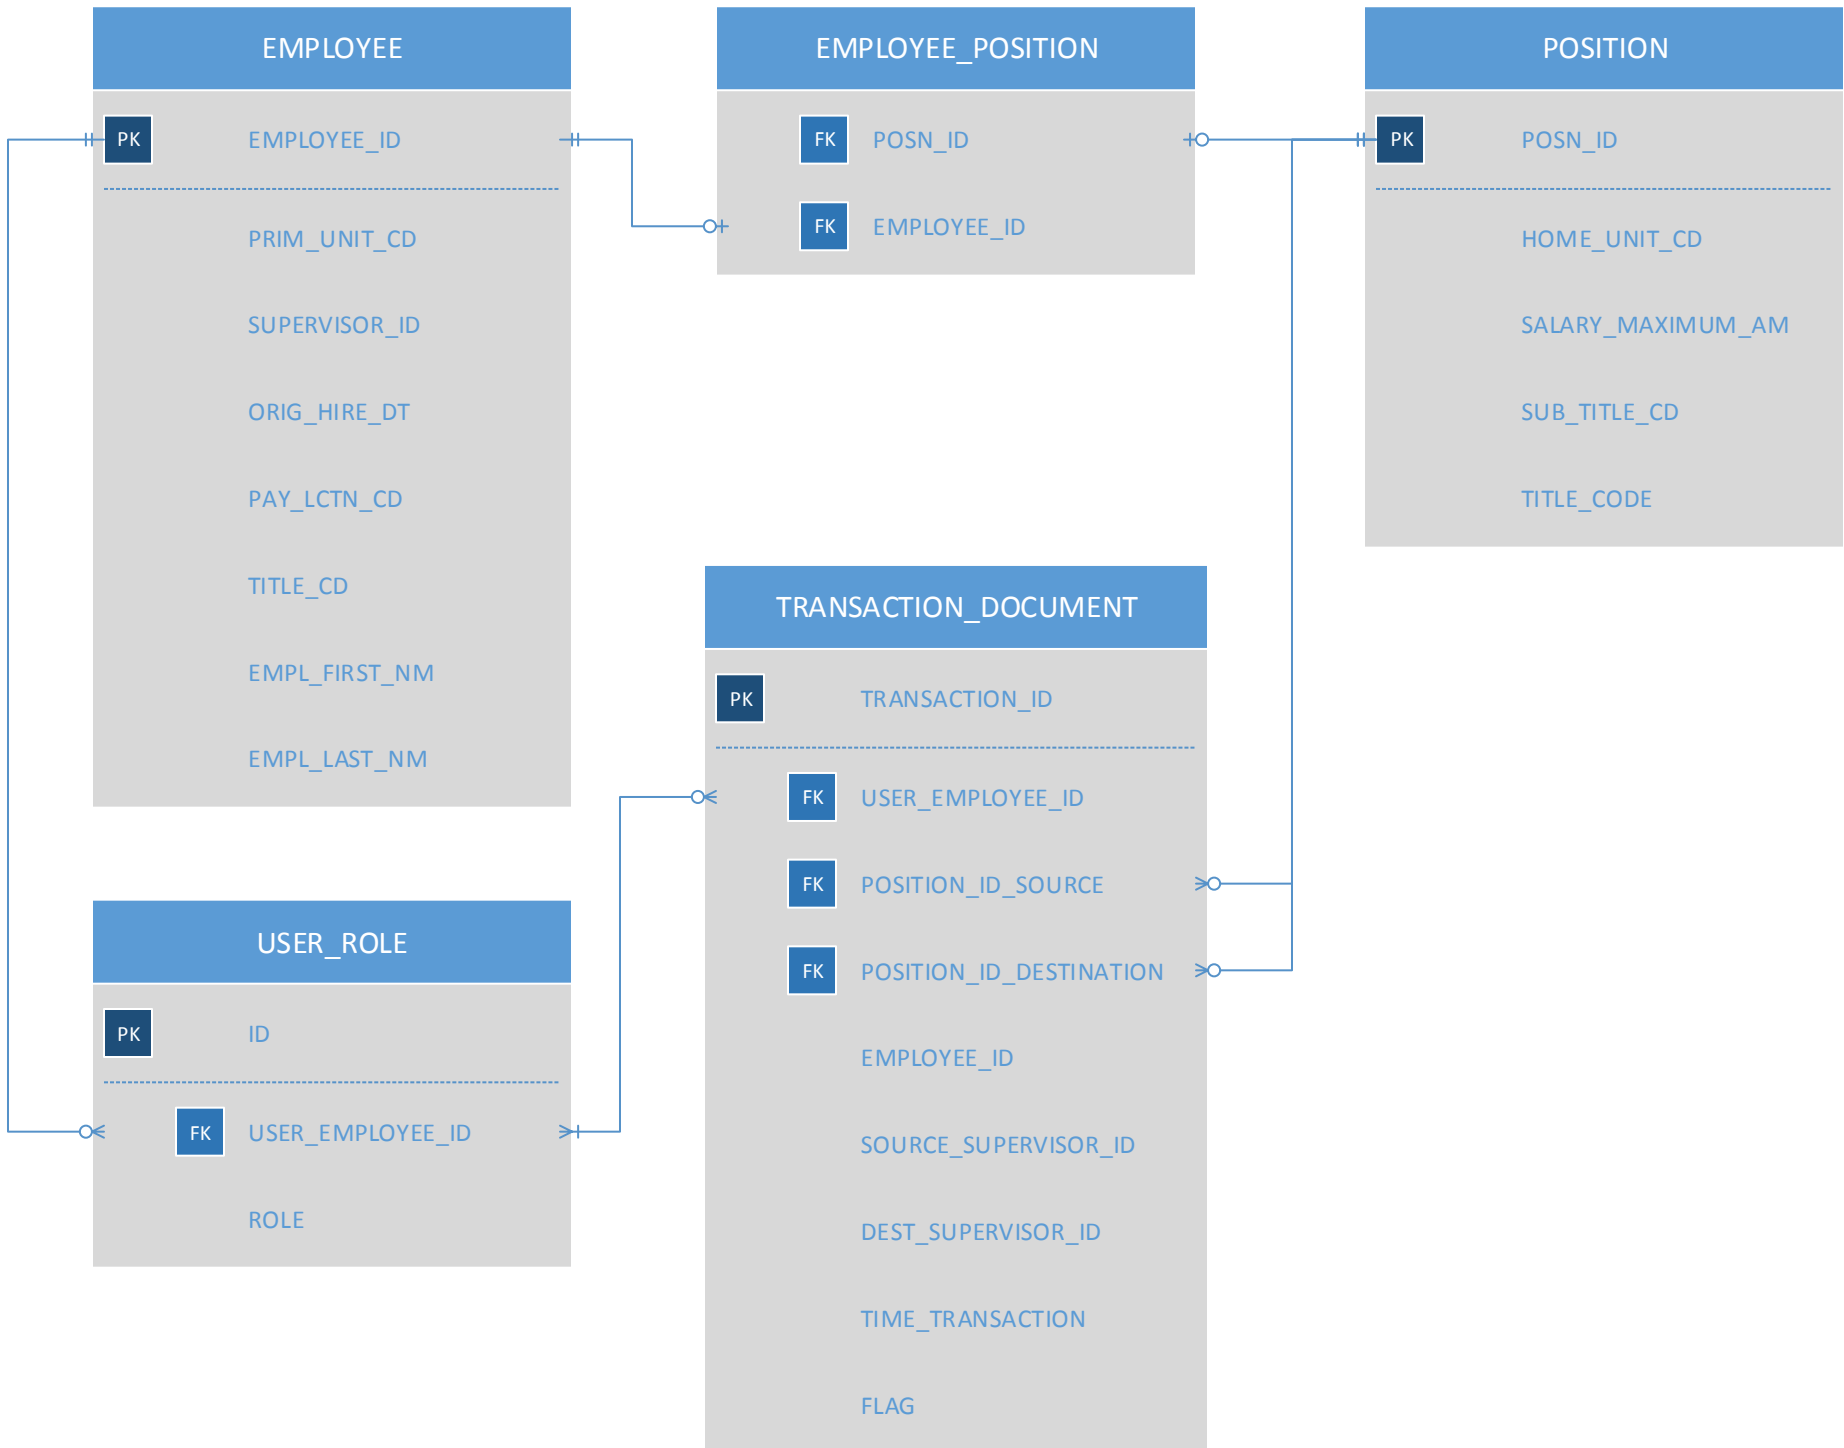 EMPLOYEE
PK EMPLOYEE_ID
PRIM_UNIT_CD
SUPERVISOR_ID
ORIG_HIRE_DT
PAY_LCTN_CD
TITLE_CD
EMPL_FIRST_NM
EMPL_LAST_NM
EMPLOYEE_POSITION
FK POSN_ID
FK EMPLOYEE_ID
POSITION
PK POSN_ID
HOME_UNIT_CD
SALARY_MAXIMUM_AM
SUB_TITLE_CD
TITLE_CODE
TRANSACTION_DOCUMENT
PK TRANSACTION_ID
FK USER_EMPLOYEE_ID
FK POSITION_ID_SOURCE
FK POSITION_ID_DESTINATION
EMPLOYEE_ID
SOURCE_SUPERVISOR_ID
DEST_SUPERVISOR_ID
TIME_TRANSACTION
FLAG
USER_ROLE
PK ID
FK USER_EMPLOYEE_ID
ROLE